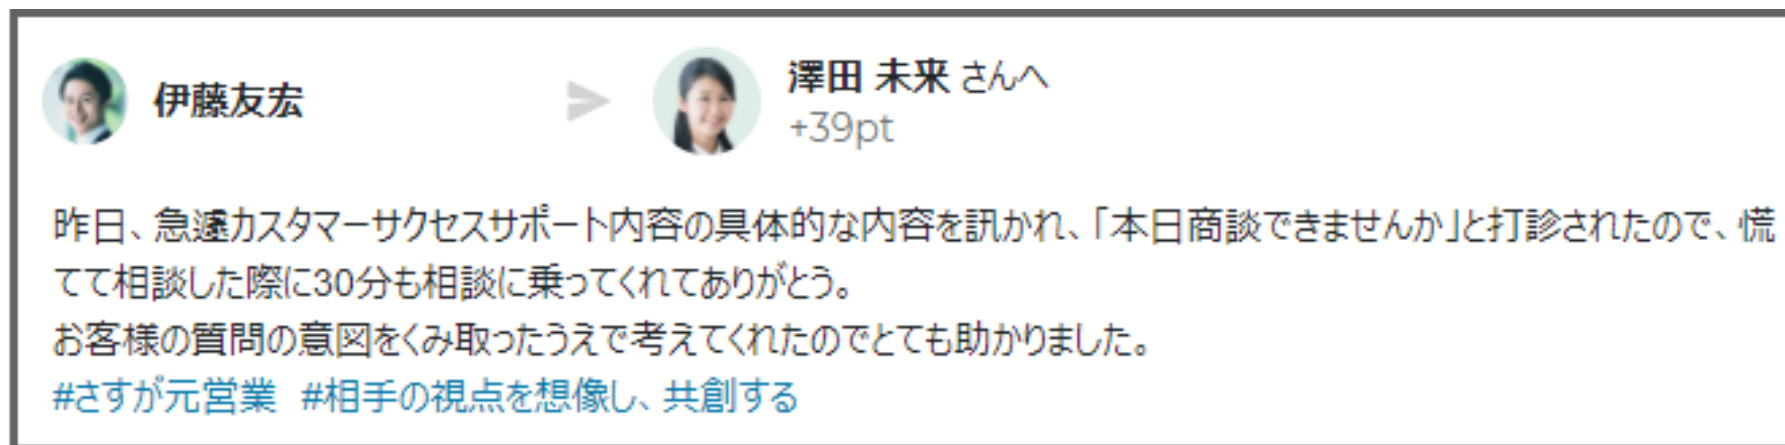 伊藤友宏
澤田 未来 さんへ
+39pt
昨日、急遽カスタマーサクセスサポート内容の具体的な内容を訊かれ、「本日商談できませんか」と打診されたので、慌
てて相談した際に30分も相談に乗ってくれてありがとう。
お客様の質問の意図をくみ取ったうえで考えてくれたのでとても助かりました。
#さすが元営業 #相手の視点を想像し、共創する